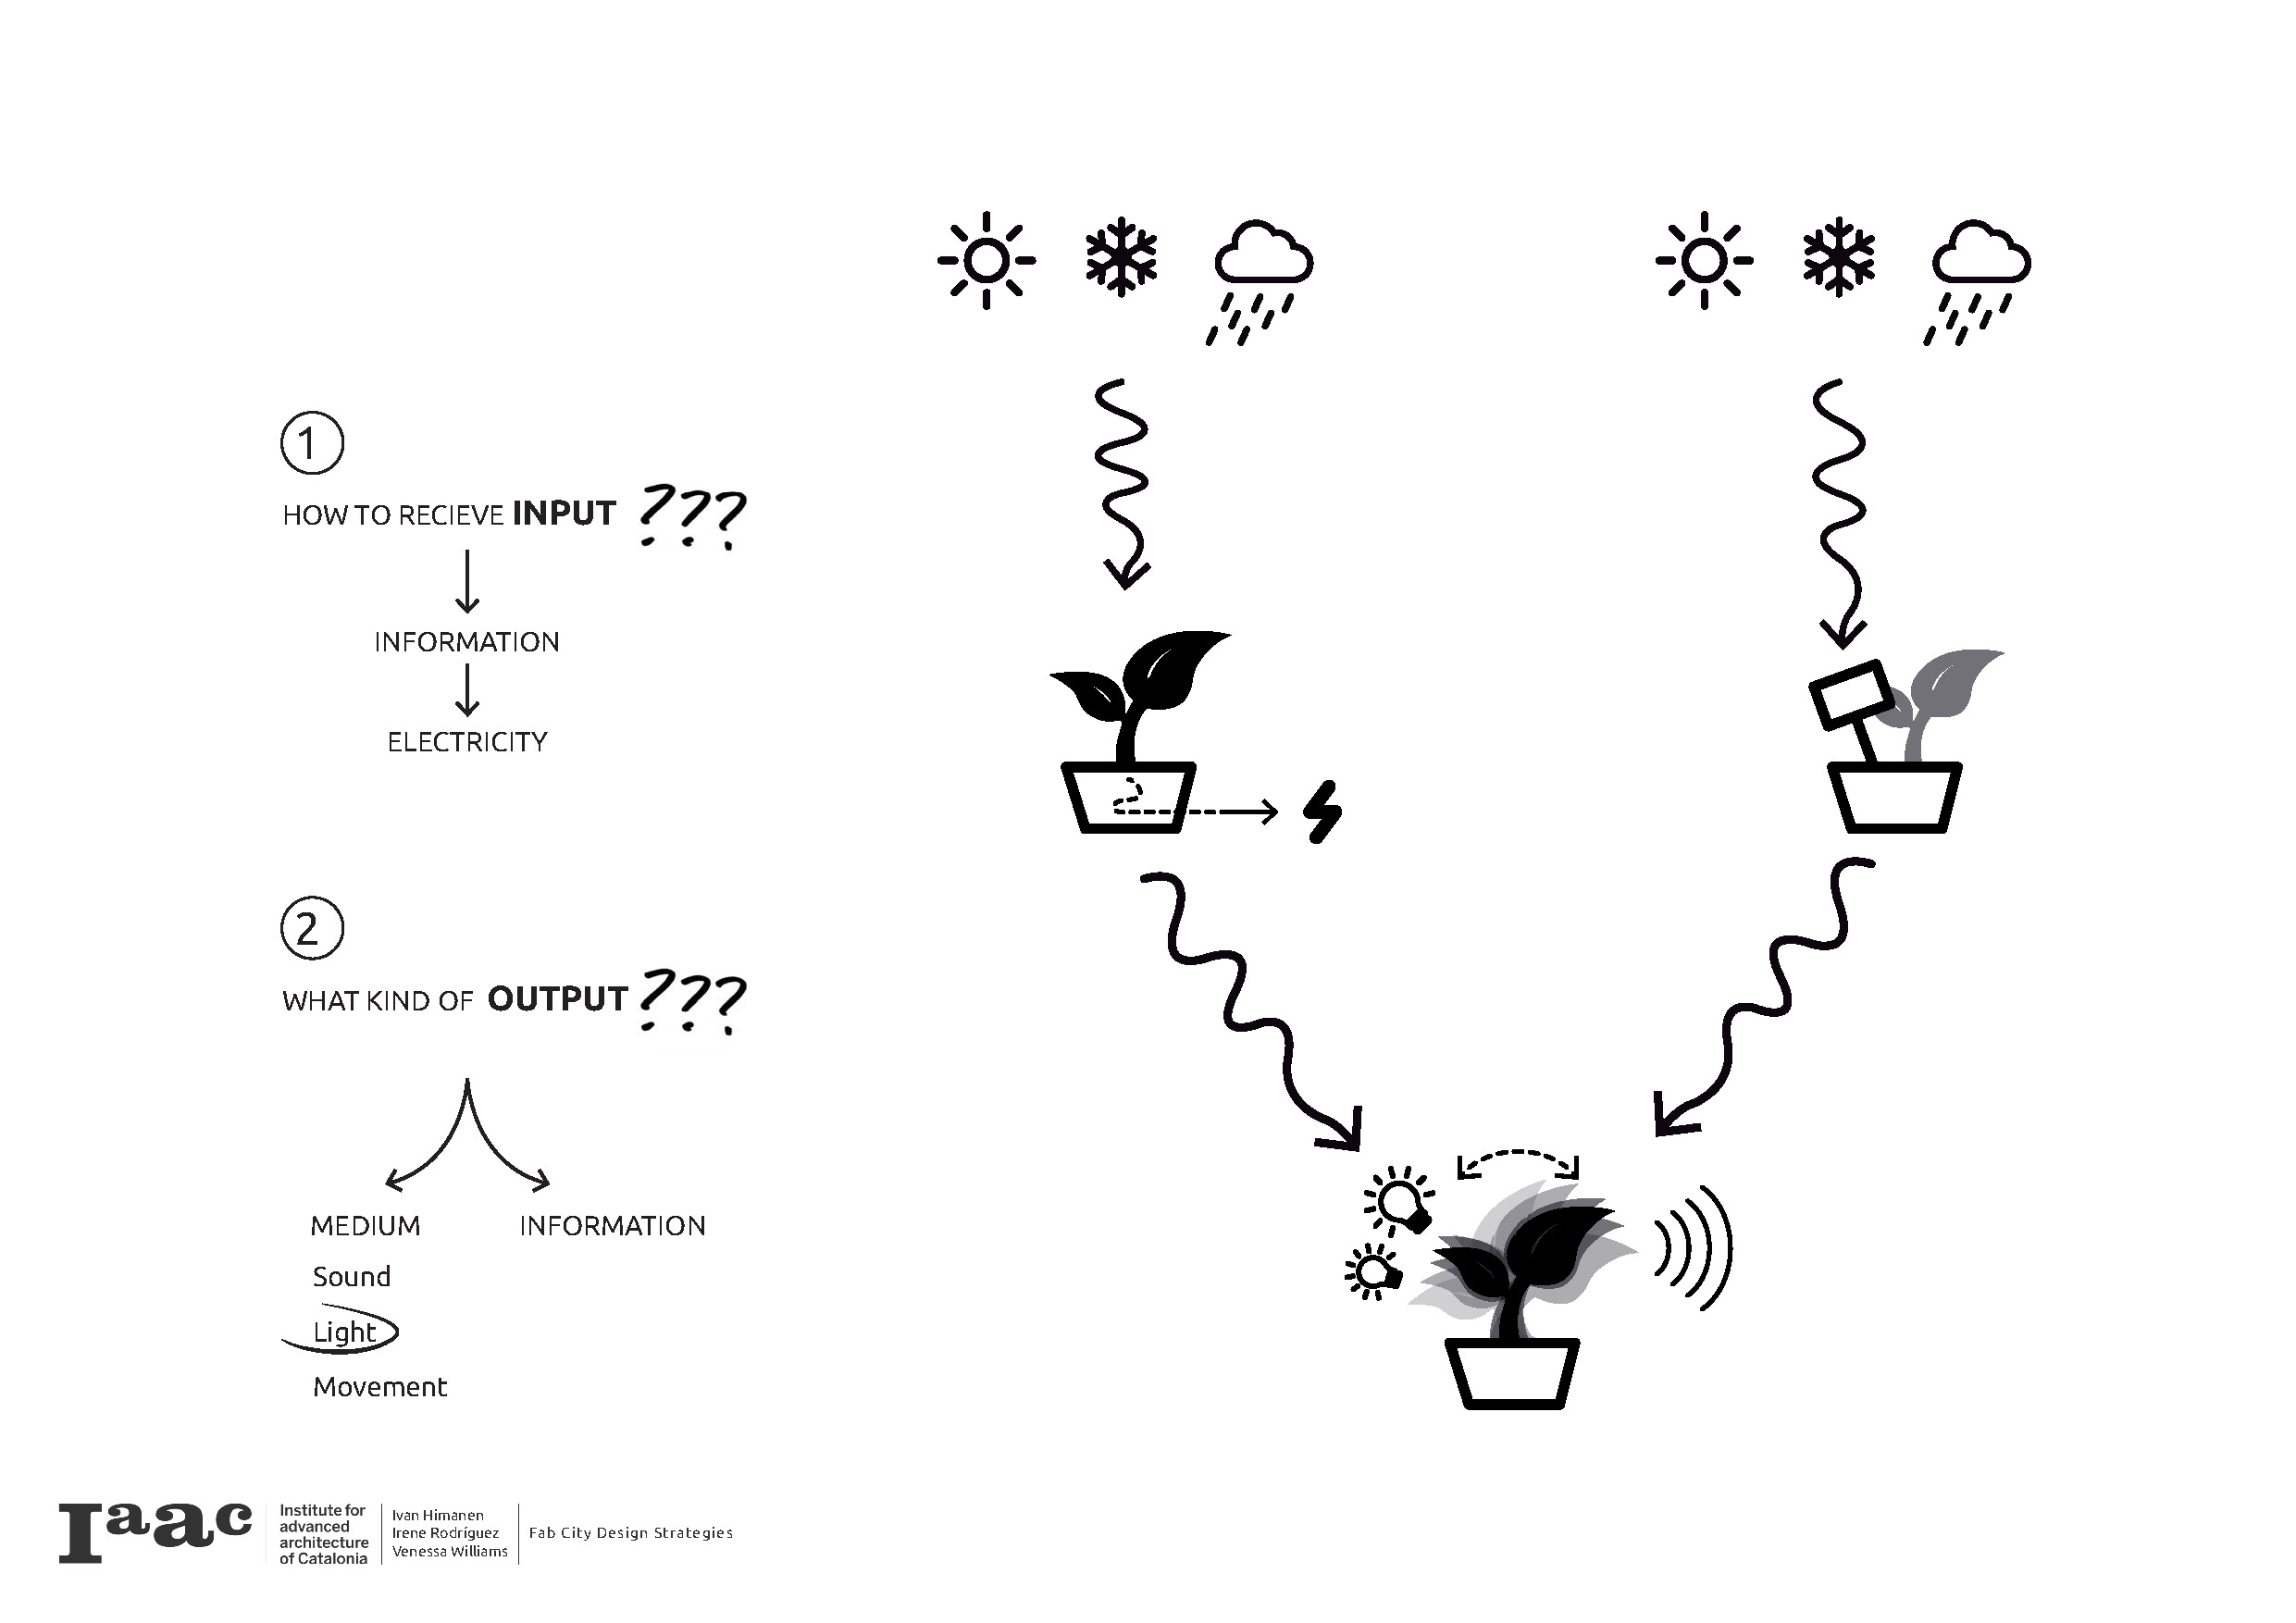 1
HOW TO RECIEVE INPUT ???
INFORMATION
ELECTRICITY
2
WHAT KIND OF OUTPUT ???
MEDIUM
INFORMATION
Sound
Light
Movement
Iaac
Institute for
advanced
architecture
of Catalonia
Ivan Himanen
Irene Rodríguez
Venessa Williams
Fab City Design Strategies